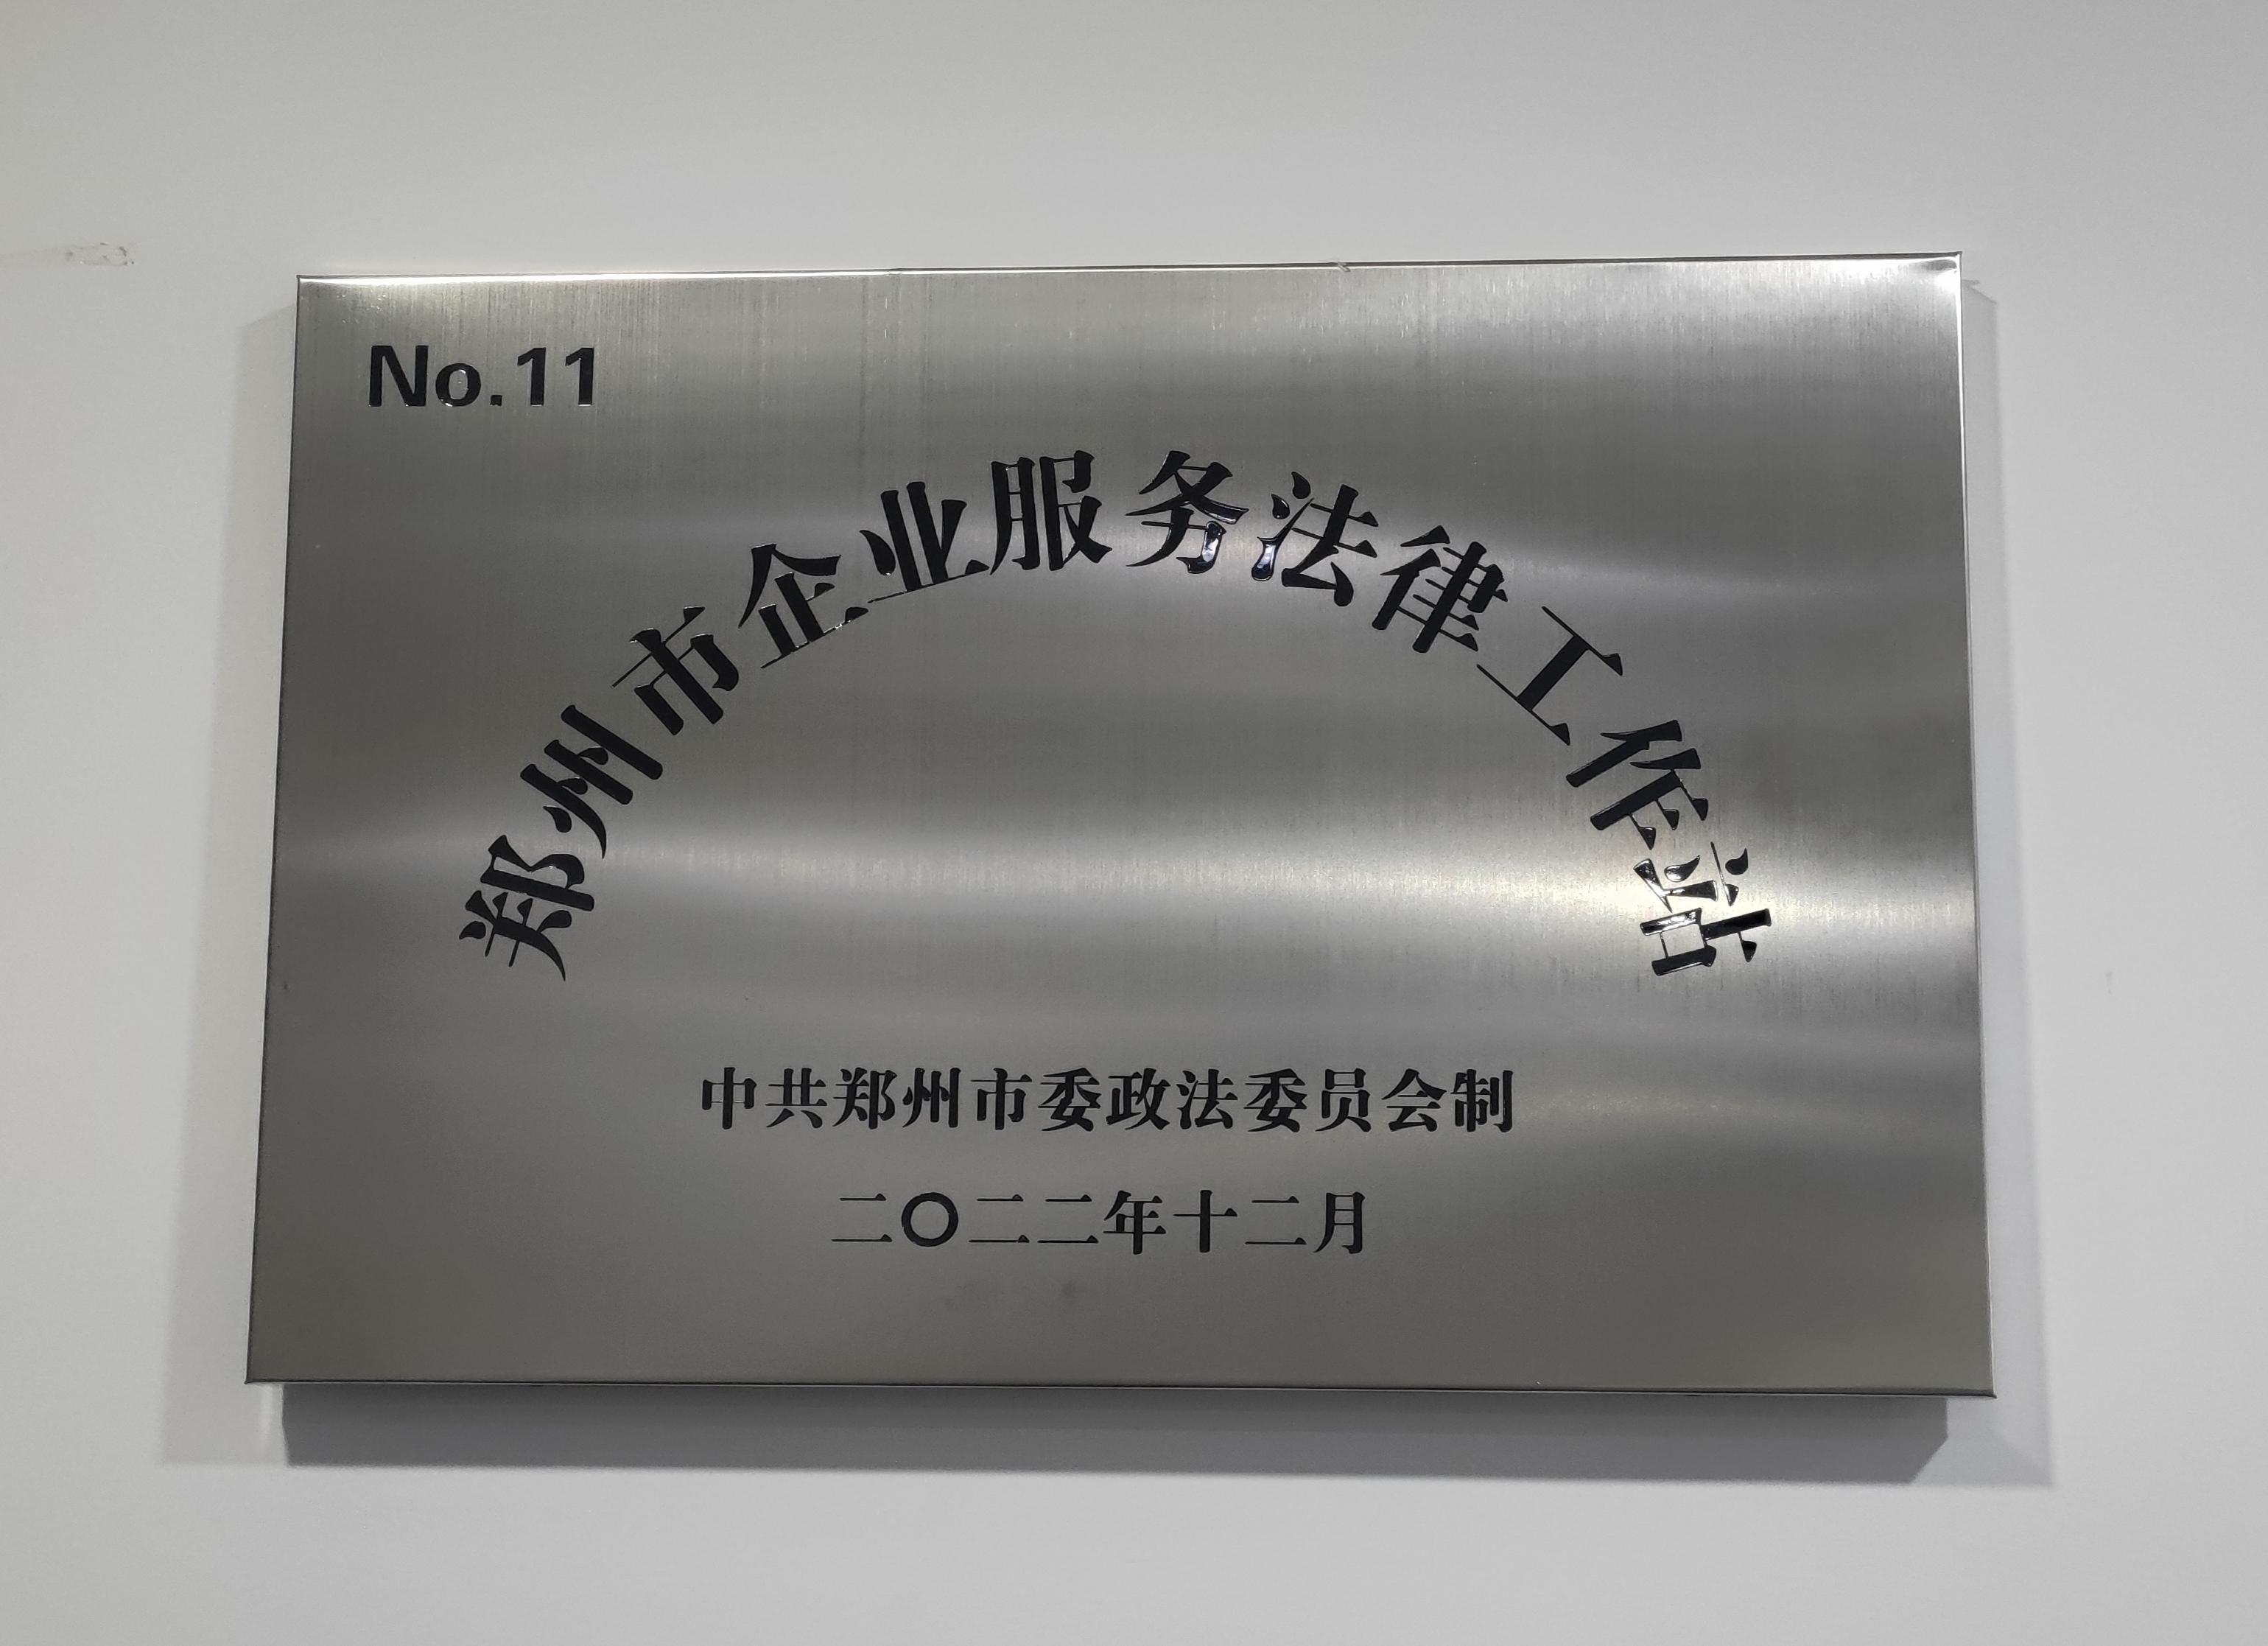 No.11
郑州市企业服务法律工作站
中共郑州市委政法委员会制
二〇二二年十二月